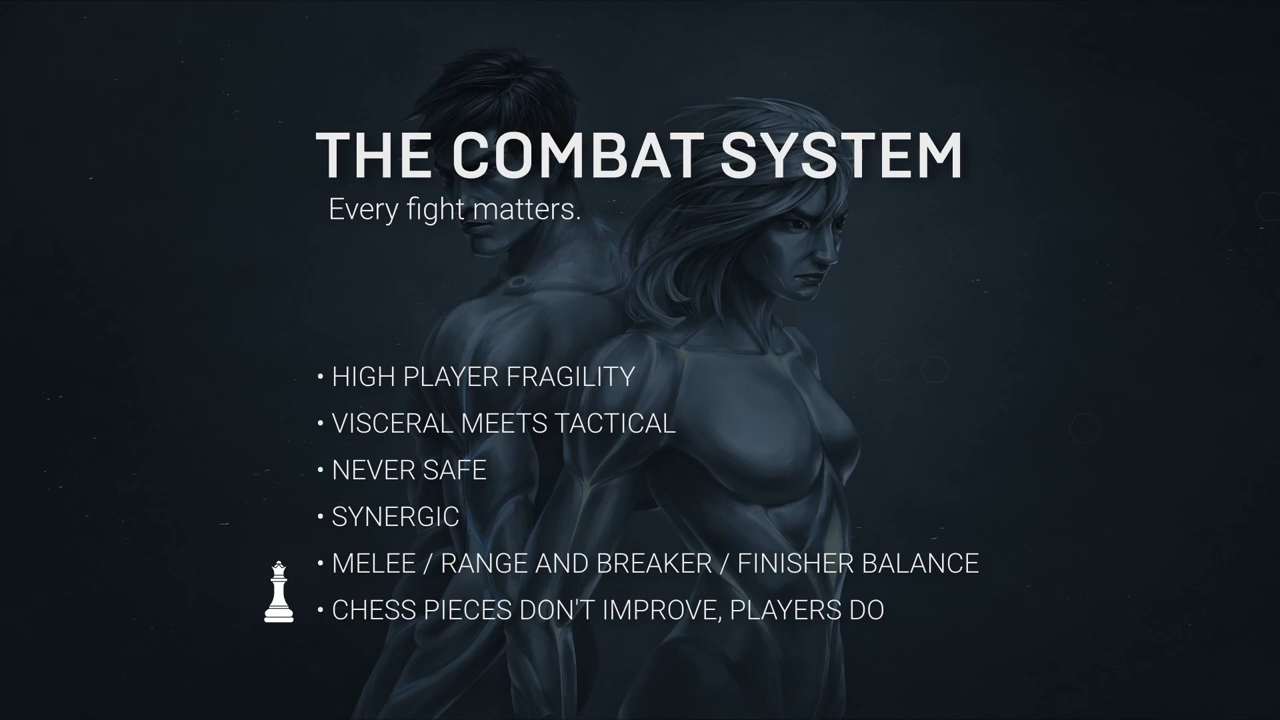 THE COMBAT SYSTEM
Every fight matters.
• HIGH PLAYER FRAGILITY
• VISCERAL MEETS TACTICAL
• NEVER SAFE
• SYNERGIC
• MELEE / RANGE AND BREAKER / FINISHER BALANCE
• CHESS PIECES DON'T IMPROVE, PLAYERS DO